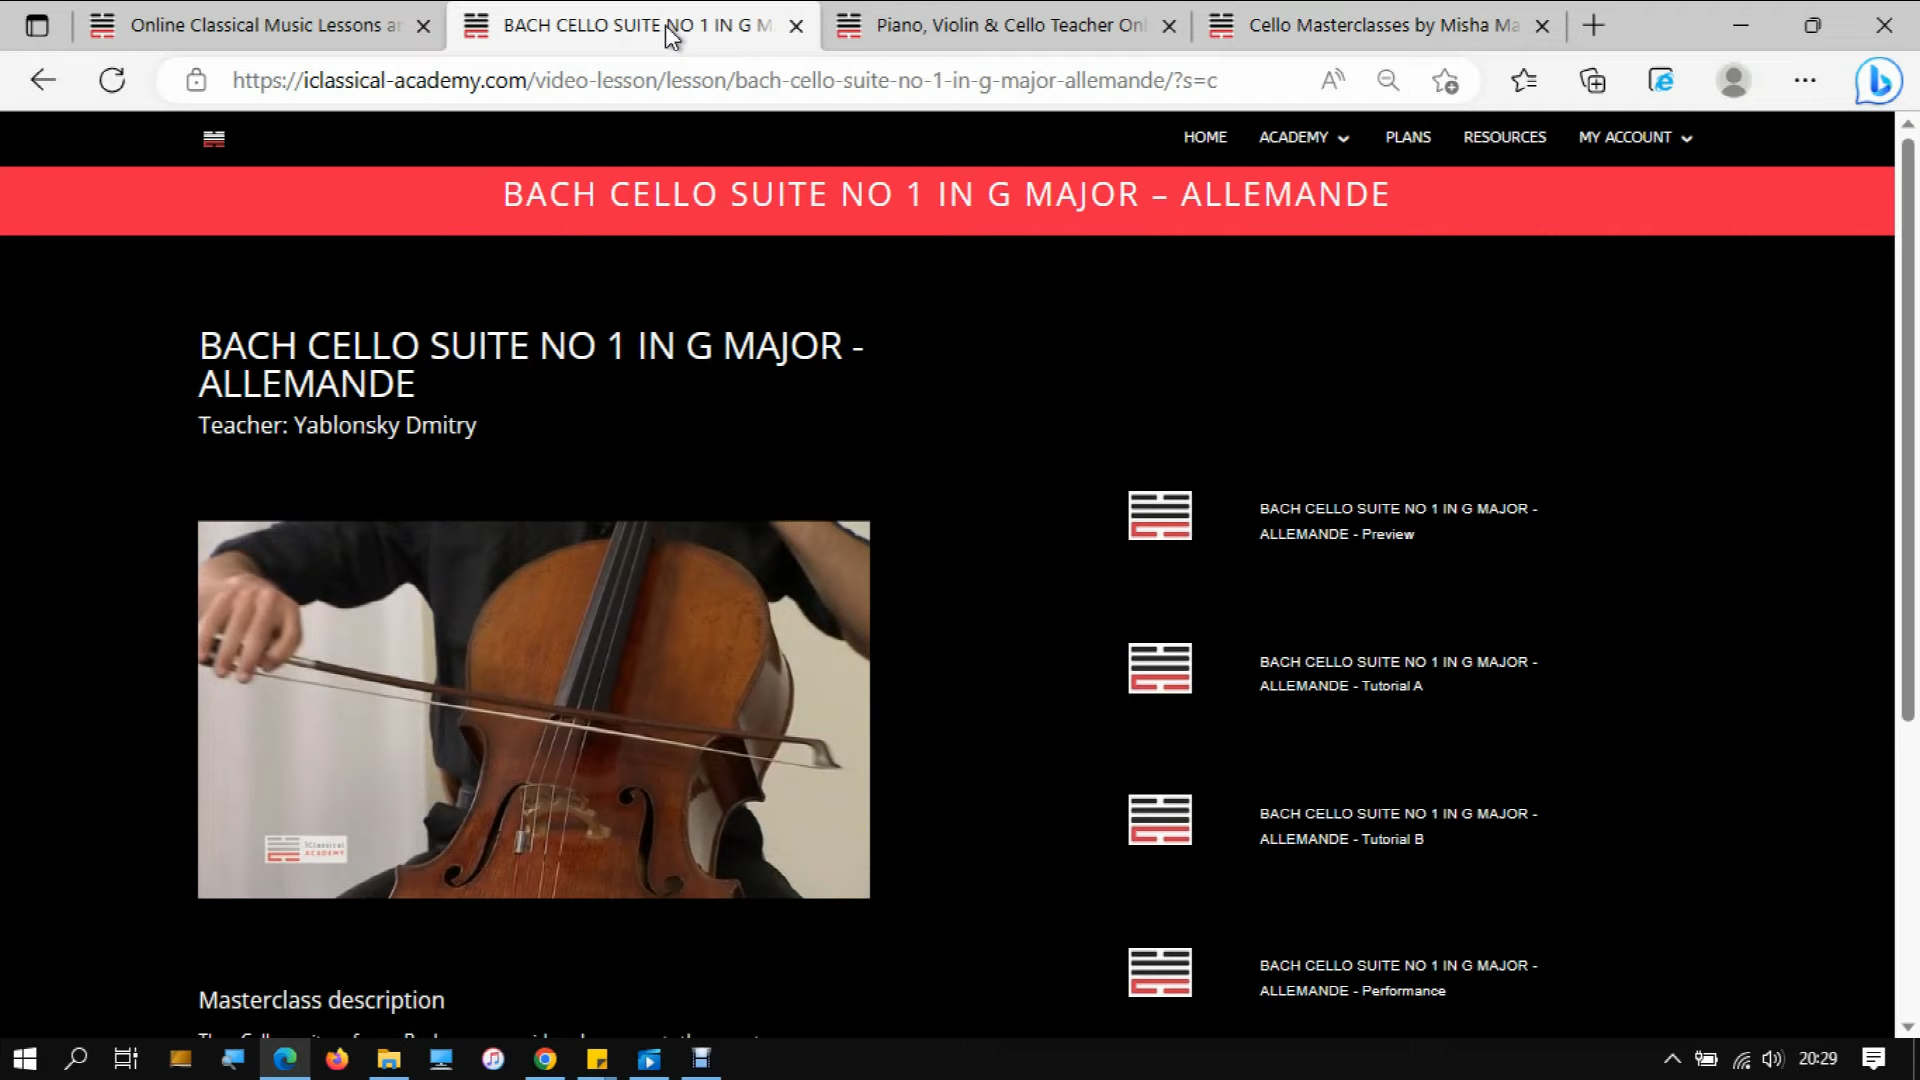 Online Classical Music Lessons a
BACH CELLO SUITE NO 1 IN G M
Piano, Violin & Cello Teacher Onl
Cello Masterclasses by Misha Ma
https://iclassical-academy.com/video-lesson/lesson/bach-cello-suite-no-1-in-g-major-allemande/?s=c
HOME ACADEMY PLANS RESOURCES MY ACCOUNT
BACH CELLO SUITE NO 1 IN G MAJOR – ALLEMANDE
BACH CELLO SUITE NO 1 IN G MAJOR -
ALLEMANDE
Teacher: Yablonsky Dmitry
iClassical
ACADEMY
BACH CELLO SUITE NO 1 IN G MAJOR -
ALLEMANDE - Preview
BACH CELLO SUITE NO 1 IN G MAJOR -
ALLEMANDE - Tutorial A
BACH CELLO SUITE NO 1 IN G MAJOR -
ALLEMANDE - Tutorial B
BACH CELLO SUITE NO 1 IN G MAJOR -
ALLEMANDE - Performance
Masterclass description
20:29